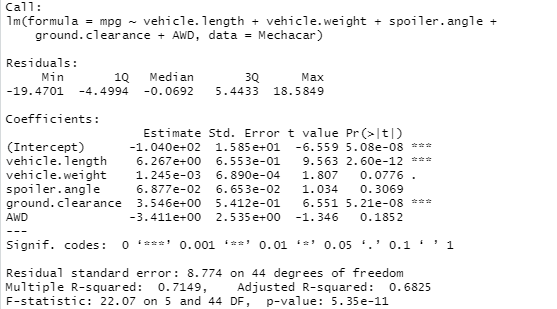 Call:
lm(formula = mpg ~ vehicle.length + vehicle.weight + spoiler.angle +
    ground.clearance + AWD, data = Mechacar)

Residuals:
     Min       1Q   Median       3Q      Max
-19.4701  -4.4994  -0.0692   5.4433  18.5849

Coefficients:
                   Estimate Std. Error t value Pr(>|t|)
(Intercept)      -1.040e+02  1.585e+01  -6.559 5.08e-08 ***
vehicle.length    6.267e+00  6.553e-01   9.563 2.60e-12 ***
vehicle.weight    1.245e-03  6.890e-04   1.807   0.0776 .
spoiler.angle     6.877e-02  6.653e-02   1.034   0.3069
ground.clearance  3.546e+00  5.412e-01   6.551 5.21e-08 ***
AWD              -3.411e+00  2.535e+00  -1.346   0.1852
---
Signif. codes:  0 ‘***’ 0.001 ‘**’ 0.01 ‘*’ 0.05 ‘.’ 0.1 ‘ ’ 1

Residual standard error: 8.774 on 44 degrees of freedom
Multiple R-squared:  0.7149,    Adjusted R-squared:  0.6825
F-statistic: 22.07 on 5 and 44 DF,  p-value: 5.35e-11